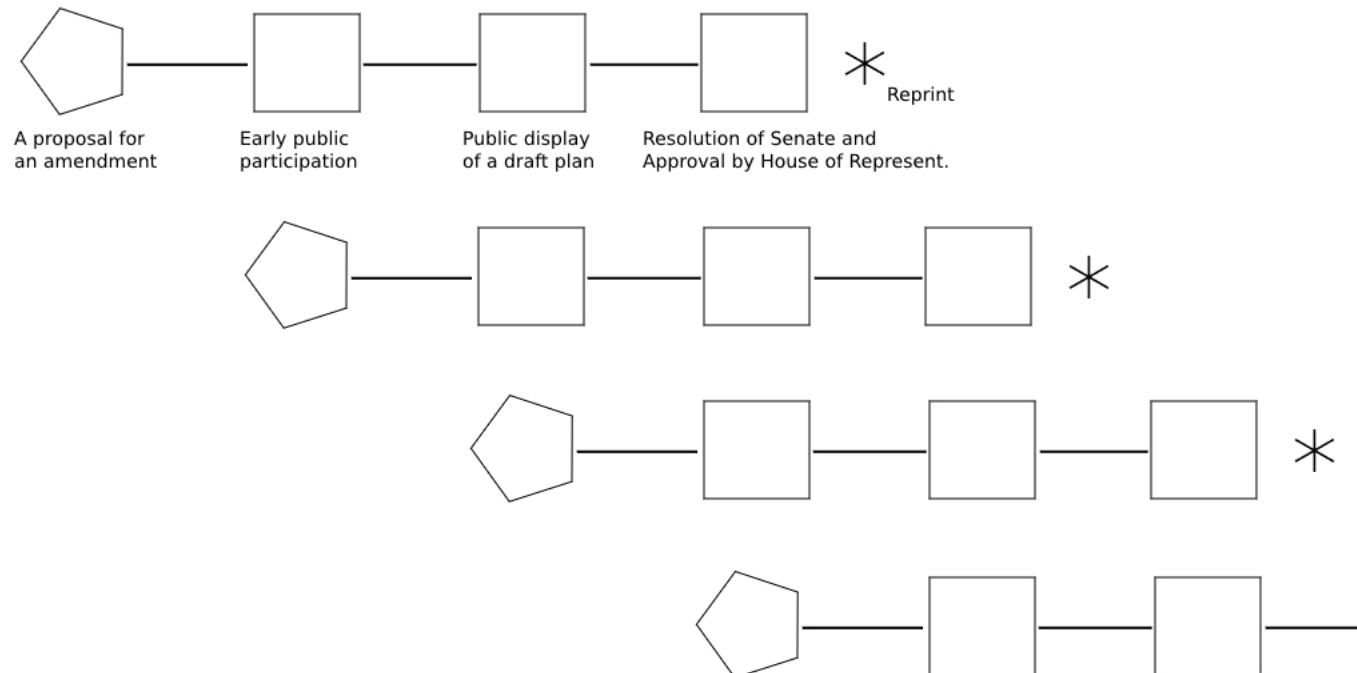 Reprint
A proposal for
an amendment
Early public
participation
Public display
of a draft plan
Resolution of Senate and
Approval by House of Represent.